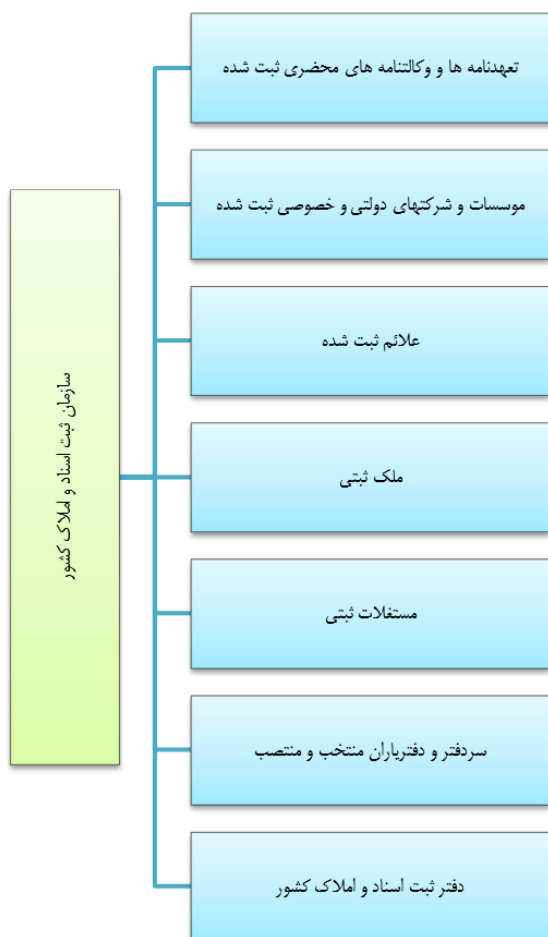 سازمان ثبت اسناد و املاک کشور
تعهدنامه ها و وکالتنامه های محضری ثبت شده
موسسات و شرکتهای دولتی و خصوصی ثبت شده
علائم ثبت شده
ملک ثبتی
مستغلات ثبتی
سردفتر و دفتریاران منتخب و منتصب
دفتر ثبت اسناد و املاک کشور